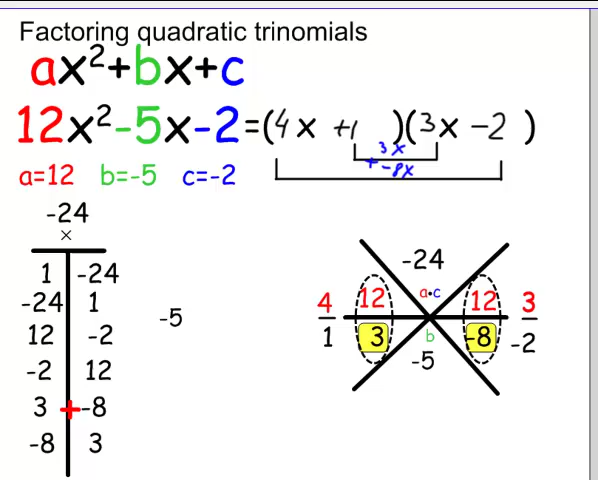 Factoring quadratic trinomials
ax²+bx+c
12x²-5x-2=(4x +1 )(3x -2 )
3x
+ -8x
a=12 b=-5 c=-2
-24
×
1 -24
-24 1
12 -2
-2 12
3 + -8
-8 3
-5
-24
a•c
4 12 12 3
1 3 -8 -2
b
-5